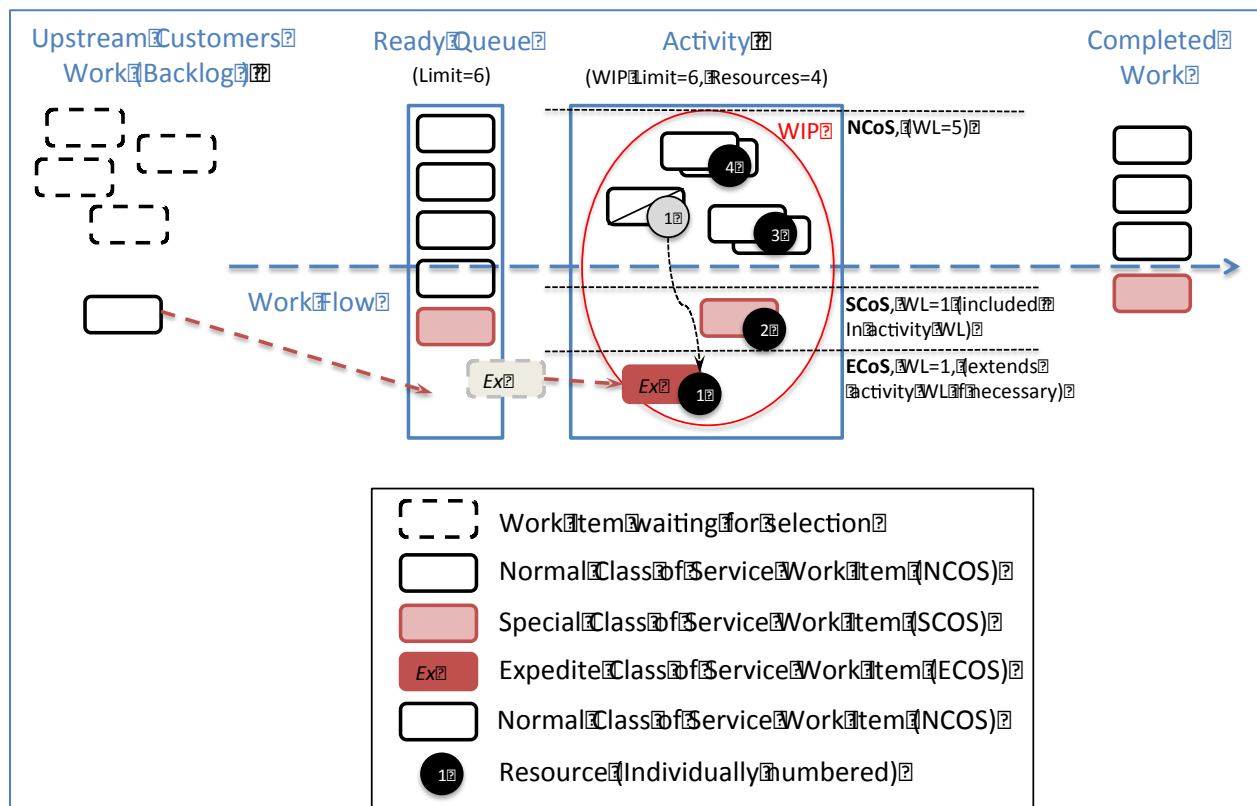 Upstream Customers
Work (Backlog)
Ready Queue
(Limit=6)
Activity
(WIP Limit=6, Resources=4)
Completed
Work
WIP
NCoS, (WL=5)
4
1
3
Work Flow
SCoS, WL=1 (included
In activity WL)
2
ECoS, WL=1, (extends
activity WL if necessary)
Ex
Ex
1
Work Item waiting for selection
Normal Class of Service Work Item (NCOS)
Special Class of Service Work Item (SCOS)
Ex
Expedite Class of Service Work Item (ECOS)
Normal Class of Service Work Item (NCOS)
1
Resource (Individually numbered)